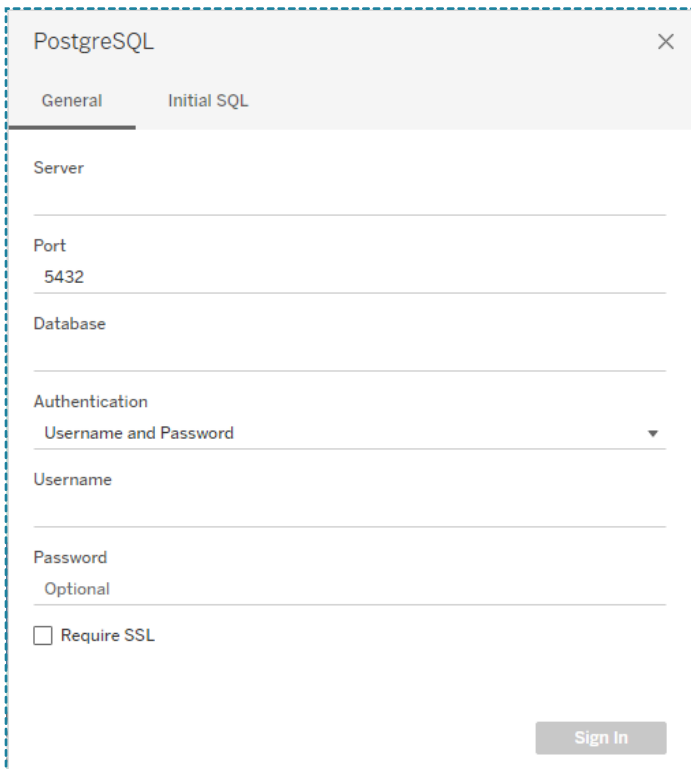 PostgreSQL
General Initial SQL
Server
Port
5432
Database
Authentication
Username and Password
Username
Password
Optional
Require SSL
Sign In